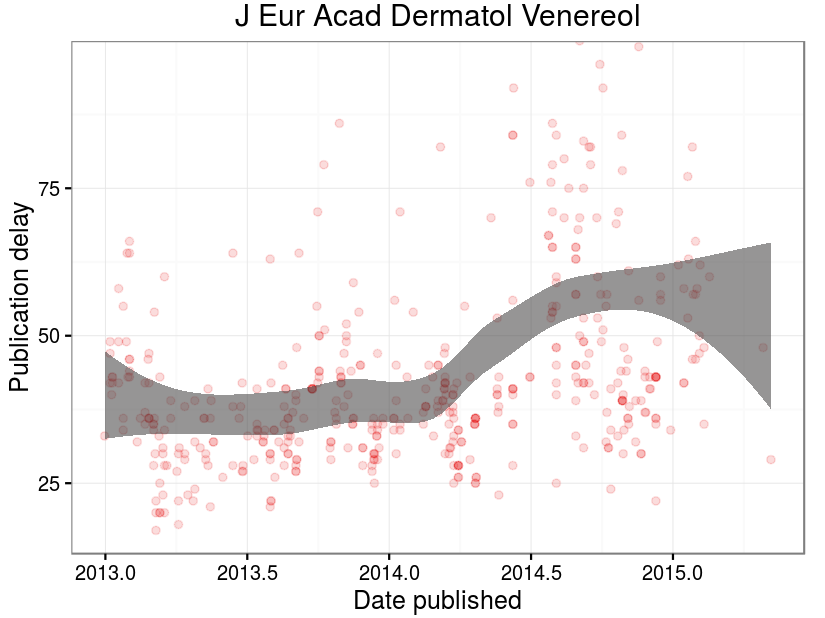 J Eur Acad Dermatol Venereol
Publication delay
75
50
25
2013.0 2013.5 2014.0 2014.5 2015.0
Date published